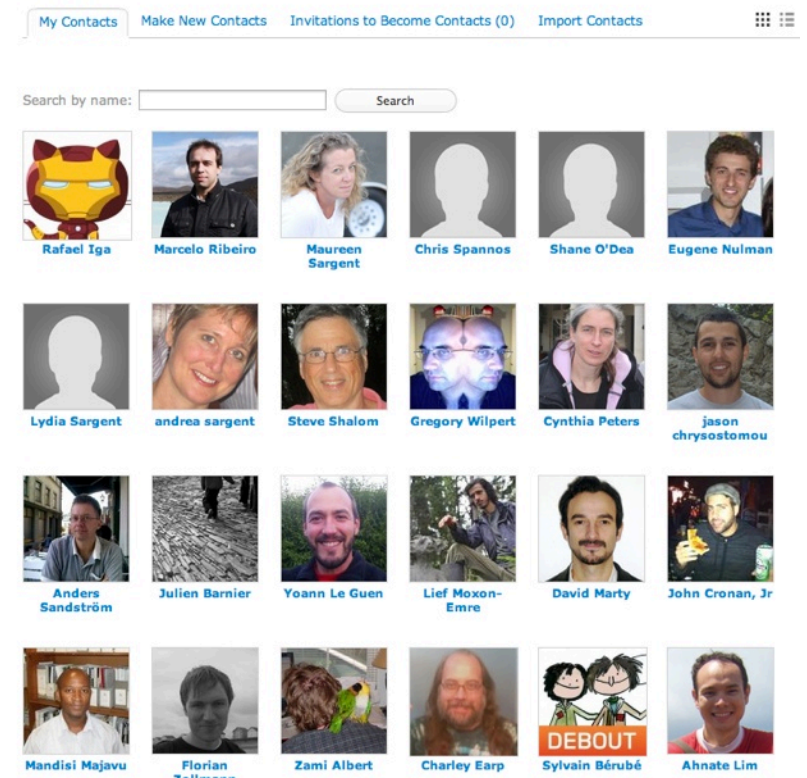 My Contacts Make New Contacts Invitations to Become Contacts (0) Import Contacts
Search by name: Search
Rafael Iga Marcelo Ribeiro Maureen Sargent Chris Spannos Shane O'Dea Eugene Nulman
Lydia Sargent andrea sargent Steve Shalom Gregory Wilpert Cynthia Peters jason chrysostomou
Anders Sandström Julien Barnier Yoann Le Guen Lief Moxon-Emre David Marty John Cronan, Jr
DEBOUT
Mandisi Majavu Florian Zami Albert Charley Earp Sylvain Bérubé Ahnate Lim